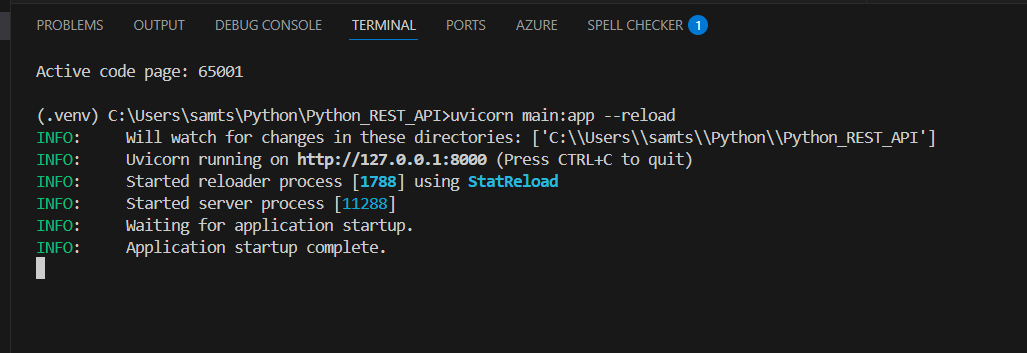 PROBLEMS OUTPUT DEBUG CONSOLE TERMINAL PORTS AZURE SPELL CHECKER 1
Active code page: 65001
(.venv) C:\Users\samts\Python\Python_REST_API>uvicorn main:app --reload
INFO:     Will watch for changes in these directories: ['C:\\Users\\samts\\Python\\Python_REST_API']
INFO:     Uvicorn running on http://127.0.0.1:8000 (Press CTRL+C to quit)
INFO:     Started reloader process [1788] using StatReload
INFO:     Started server process [11288]
INFO:     Waiting for application startup.
INFO:     Application startup complete.